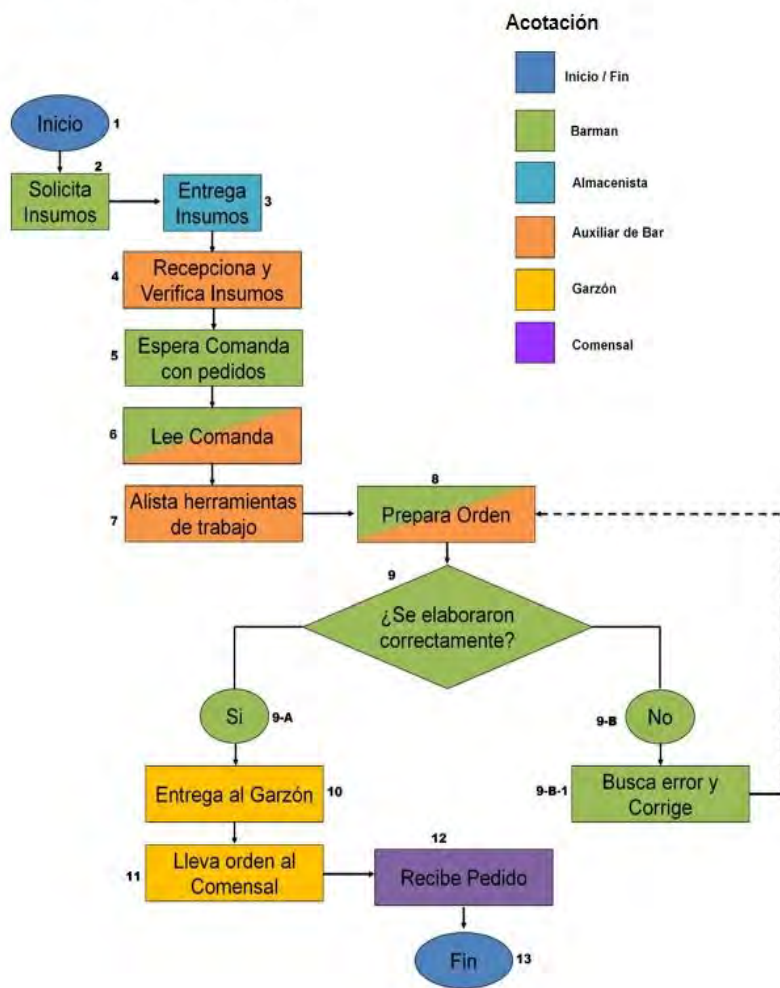 Acotación
Inicio / Fin
Barman
Almacenista
Auxiliar de Bar
Garzón
Comensal
Inicio
1
2
Solicita
Insumos
Entrega
Insumos
3
4
Recepciona y
Verifica Insumos
5
Espera Comanda
con pedidos
6
Lee Comanda
7
Alista herramientas
de trabajo
8
Prepara Orden
9
¿Se elaboraron
correctamente?
Si
9-A
9-B
No
Entrega al Garzón
10
9-B-1
Busca error y
Corrige
11
Lleva orden al
Comensal
12
Recibe Pedido
Fin
13